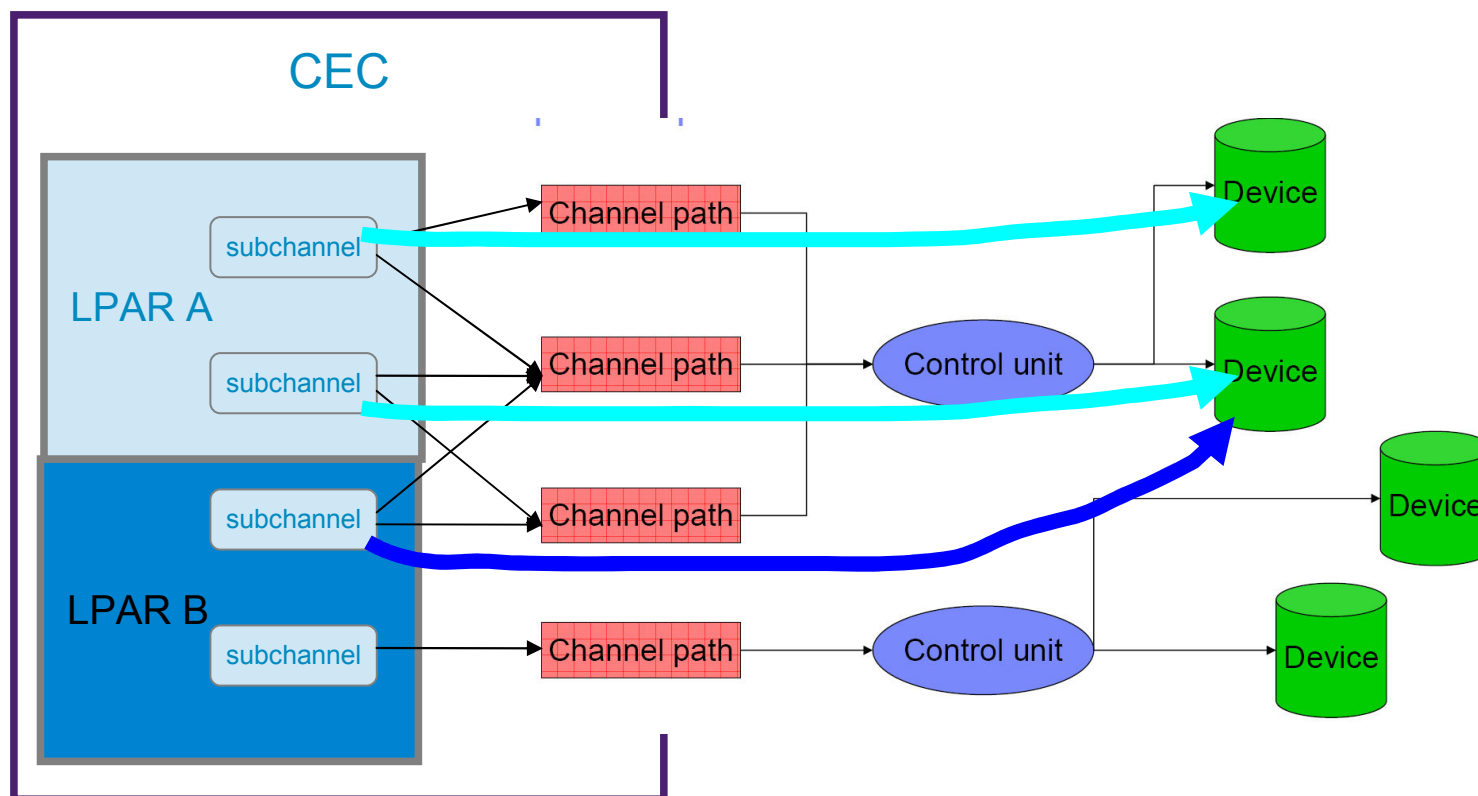 CEC
LPAR A
subchannel
subchannel
LPAR B
subchannel
subchannel
Channel path
Channel path
Channel path
Channel path
Control unit
Control unit
Device
Device
Device
Device